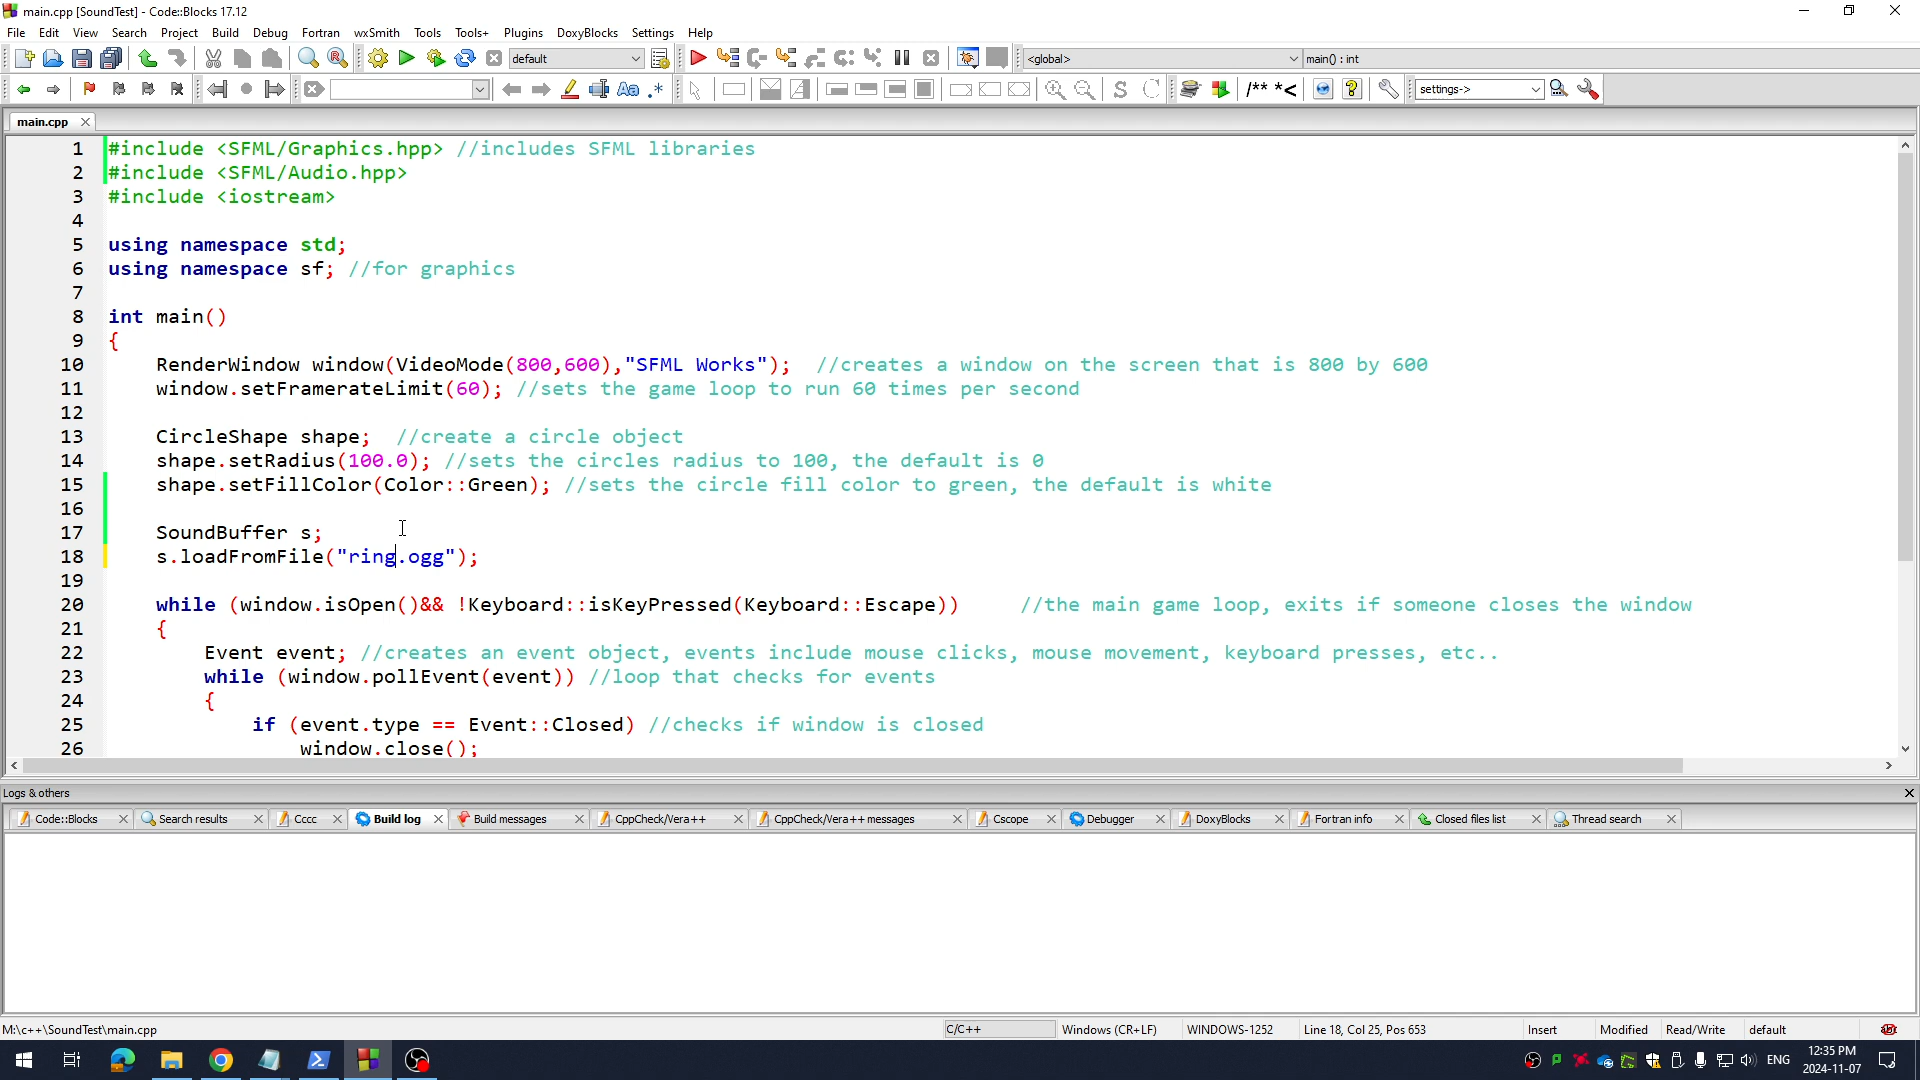 main.cpp [SoundTest] - Code::Blocks 17.12
File Edit View Search Project Build Debug Fortran wxSmith Tools Tools+ Plugins DoxyBlocks Settings Help
default <global> main() : int
/** *< settings->
main.cpp
1 #include <SFML/Graphics.hpp> //includes SFML libraries
2 #include <SFML/Audio.hpp>
3 #include <iostream>
4
5 using namespace std;
6 using namespace sf; //for graphics
7
8 int main()
9 {
10 RenderWindow window(VideoMode(800,600),"SFML Works"); //creates a window on the screen that is 800 by 600
11 window.setFramerateLimit(60); //sets the game loop to run 60 times per second
12
13 CircleShape shape; //create a circle object
14 shape.setRadius(100.0); //sets the circles radius to 100, the default is 0
15 shape.setFillColor(Color::Green); //sets the circle fill color to green, the default is white
16
17 SoundBuffer s;
18 s.loadFromFile("ring.ogg");
19
20 while (window.isOpen()&& !Keyboard::isKeyPressed(Keyboard::Escape)) //the main game loop, exits if someone closes the window
21 {
22 Event event; //creates an event object, events include mouse clicks, mouse movement, keyboard presses, etc..
23 while (window.pollEvent(event)) //loop that checks for events
24 {
25 if (event.type == Event::Closed) //checks if window is closed
26 window.close();
Logs & others
Code::Blocks Search results Cccc Build log Build messages CppCheck/Vera++ CppCheck/Vera++ messages Cscope Debugger DoxyBlocks Fortran info Closed files list Thread search
M:\c++\SoundTest\main.cpp C/C++ Windows (CR+LF) WINDOWS-1252 Line 18, Col 25, Pos 653 Insert Modified Read/Write default
ENG 12:35 PM
2024-11-07